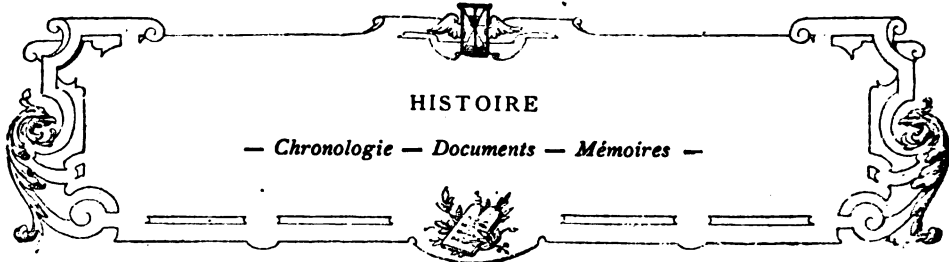 HISTOIRE
— Chronologie — Documents — Mémoires —